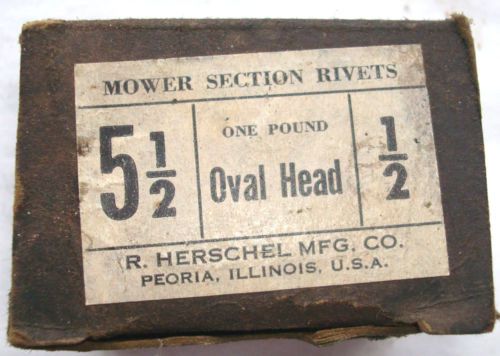 MOWER SECTION RIVETS
5 1/2
ONE POUND
Oval Head
1/2
R. HERSCHEL MFG. CO.
PEORIA, ILLINOIS, U.S.A.